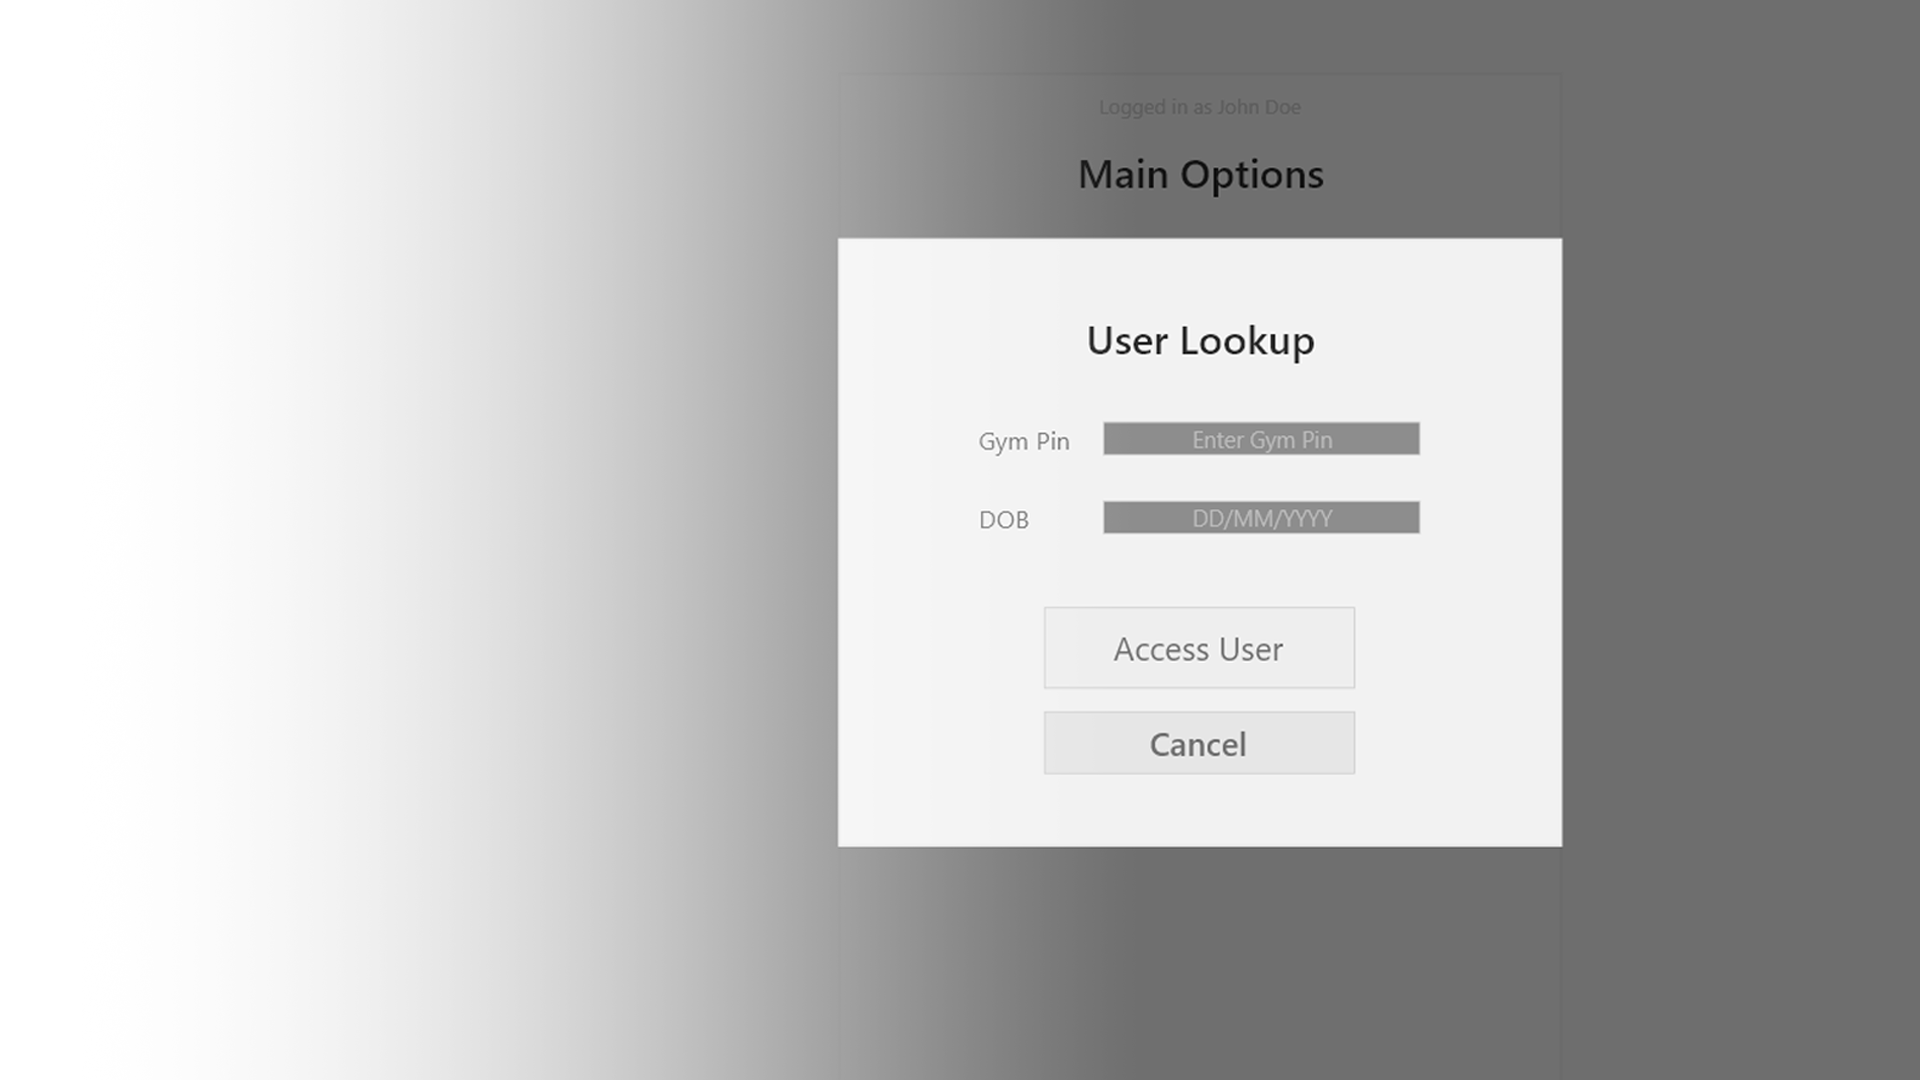 Logged in as John Doe
Main Options
User Lookup
Gym Pin Enter Gym Pin
DOB DD/MM/YYYY
Access User
Cancel